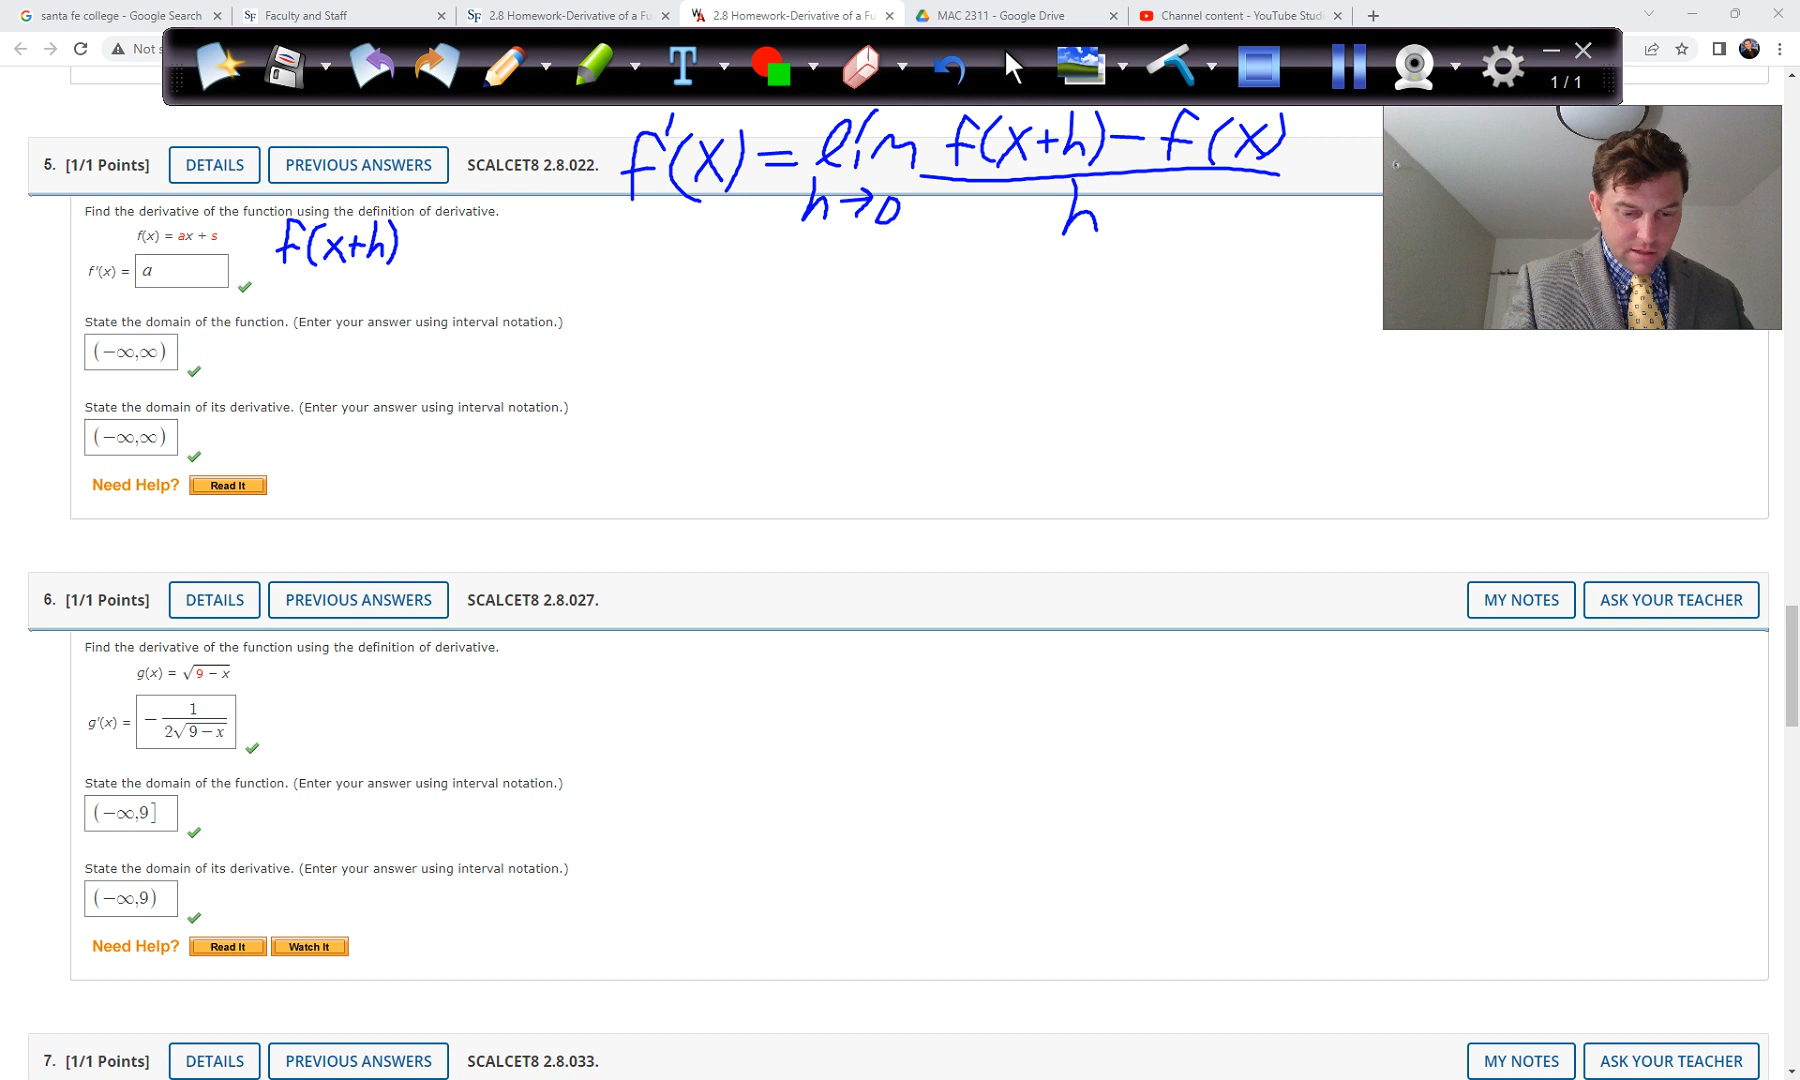 santa fe college - Google Search
Faculty and Staff
2.8 Homework-Derivative of a Fu
2.8 Homework-Derivative of a Fu
MAC 2311 - Google Drive
Channel content - YouTube Studi
Not s
1 / 1
f'(x) = lim h→0 (f(x+h) - f(x))/h
5. [1/1 Points] DETAILS PREVIOUS ANSWERS SCALCET8 2.8.022.
Find the derivative of the function using the definition of derivative.
f(x) = ax + s
f(x+h)
f'(x) = a
State the domain of the function. (Enter your answer using interval notation.)
(−∞,∞)
State the domain of its derivative. (Enter your answer using interval notation.)
(−∞,∞)
Need Help? Read It
6. [1/1 Points] DETAILS PREVIOUS ANSWERS SCALCET8 2.8.027. MY NOTES ASK YOUR TEACHER
Find the derivative of the function using the definition of derivative.
g(x) = √(9 − x)
g'(x) = − 1/(2√(9−x))
State the domain of the function. (Enter your answer using interval notation.)
(−∞,9]
State the domain of its derivative. (Enter your answer using interval notation.)
(−∞,9)
Need Help? Read It Watch It
7. [1/1 Points] DETAILS PREVIOUS ANSWERS SCALCET8 2.8.033. MY NOTES ASK YOUR TEACHER